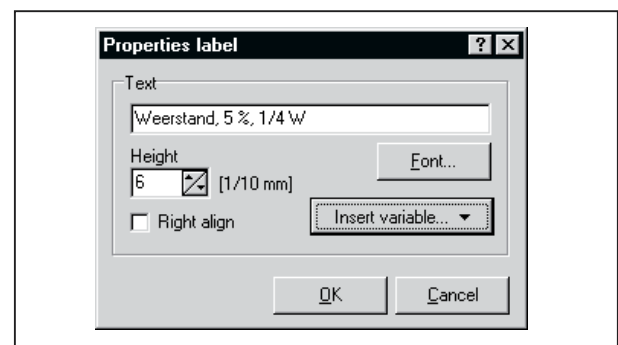 Properties label
Text
Weerstand, 5 %, 1/4 W
Height
Font...
6 [1/10 mm]
Right align
Insert variable...
OK
Cancel